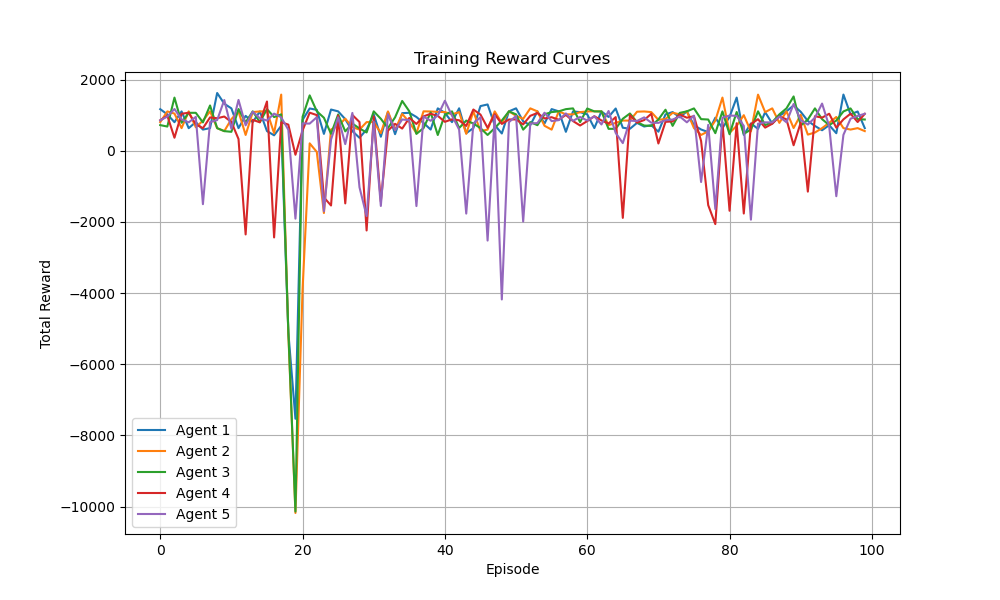 Training Reward Curves
Total Reward
2000
0
−2000
−4000
−6000
−8000
−10000
Agent 1
Agent 2
Agent 3
Agent 4
Agent 5
0 20 40 60 80 100
Episode